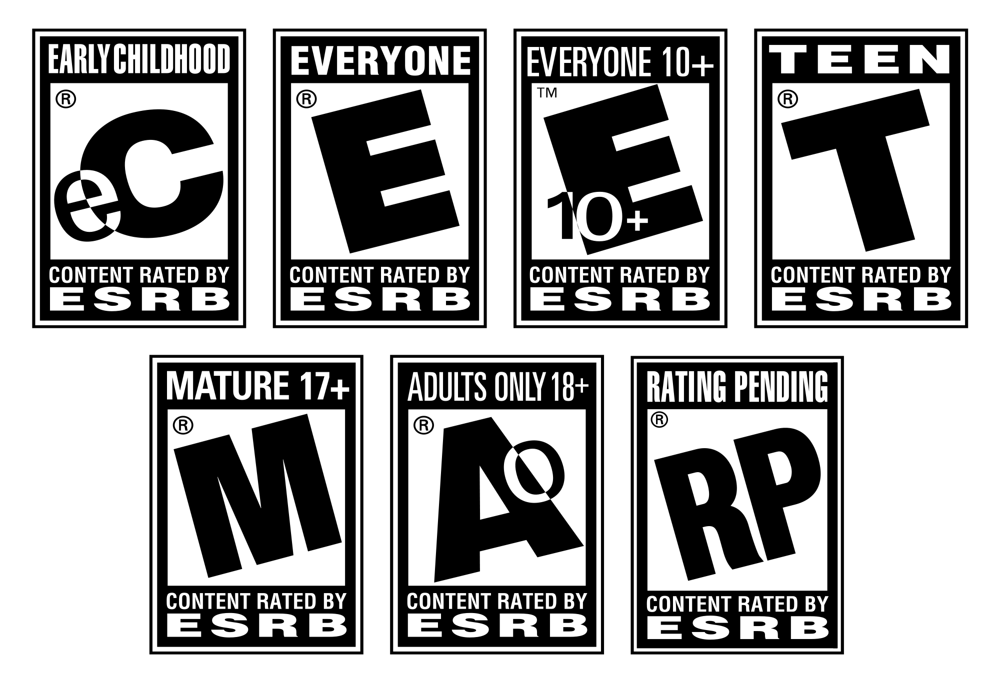 EARLY CHILDHOOD
®
eC
CONTENT RATED BY
ESRB
EVERYONE
®
E
CONTENT RATED BY
ESRB
EVERYONE 10+
TM
E
10+
CONTENT RATED BY
ESRB
TEEN
®
T
CONTENT RATED BY
ESRB
MATURE 17+
®
M
CONTENT RATED BY
ESRB
ADULTS ONLY 18+
®
AO
CONTENT RATED BY
ESRB
RATING PENDING
®
RP
CONTENT RATED BY
ESRB